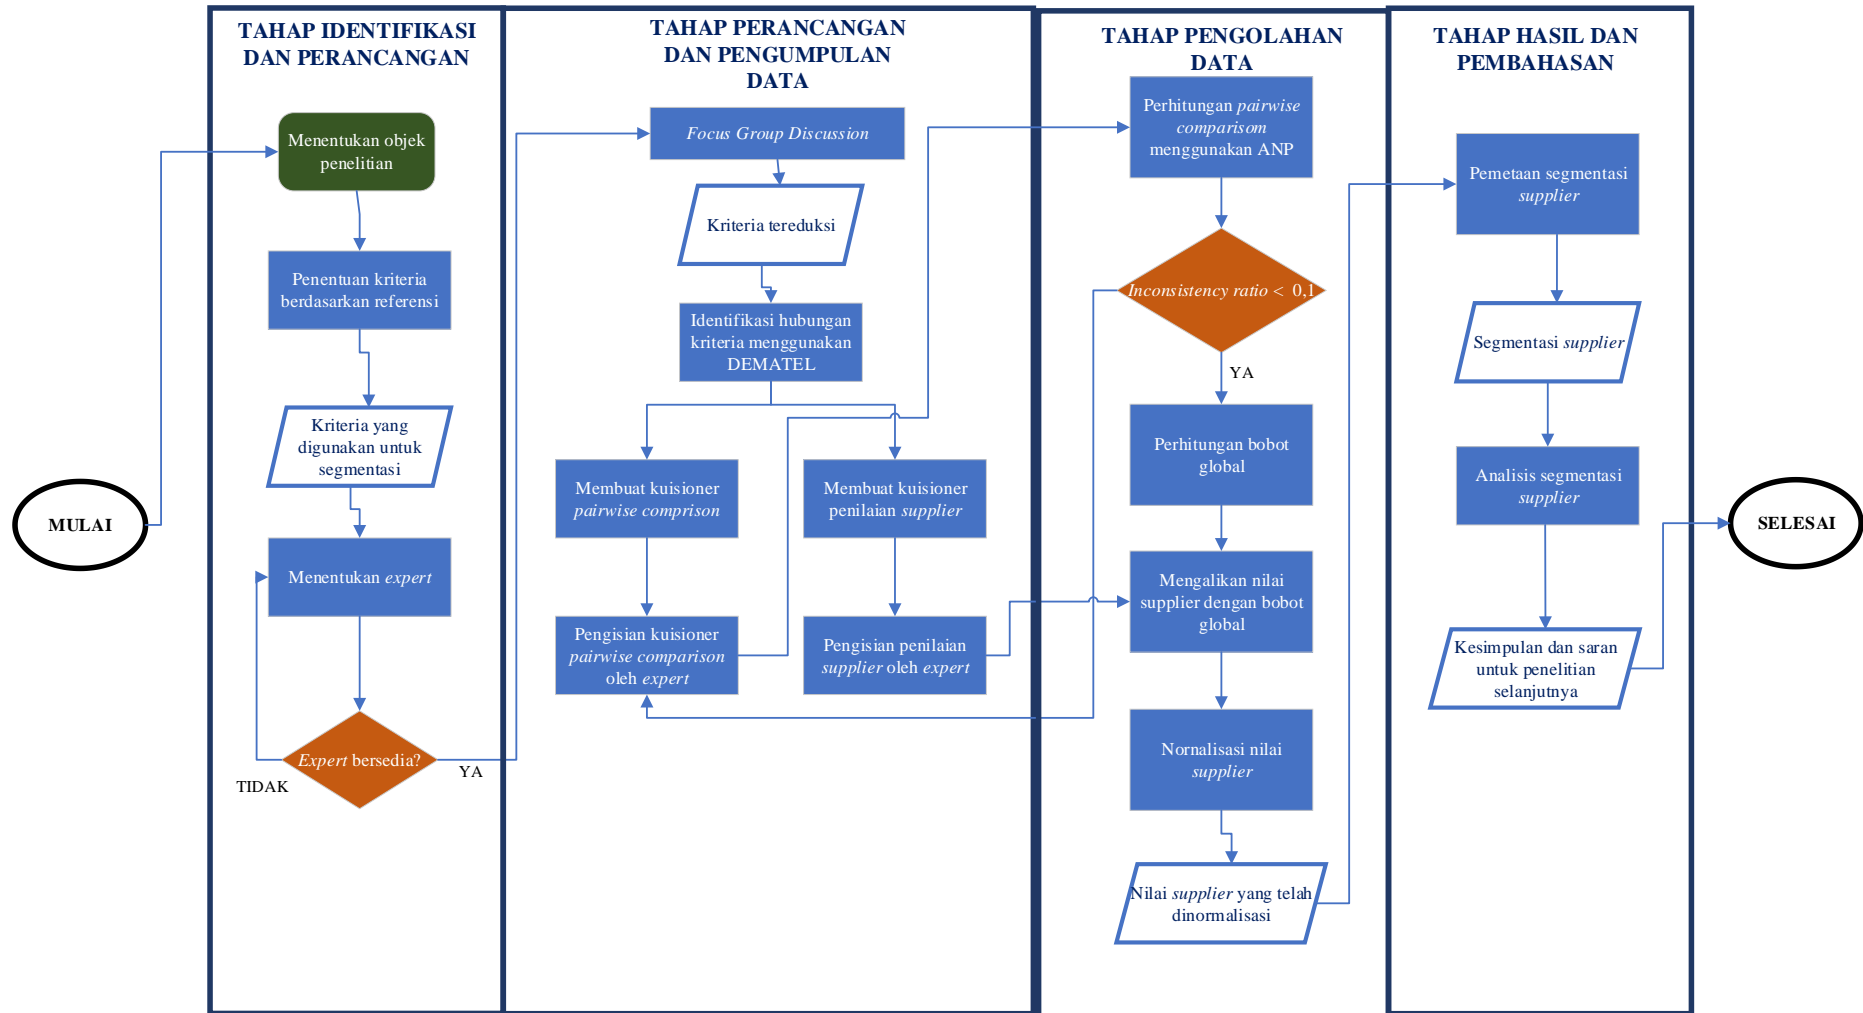 MULAI
TAHAP IDENTIFIKASI
DAN PERANCANGAN
Menentukan objek
penelitian
Penentuan kriteria
berdasarkan referensi
Kriteria yang
digunakan untuk
segmentasi
Menentukan expert
Expert bersedia?
TIDAK
YA
TAHAP PERANCANGAN
DAN PENGUMPULAN
DATA
Focus Group Discussion
Kriteria tereduksi
Identifikasi hubungan
kriteria menggunakan
DEMATEL
Membuat kuisioner
pairwise comprison
Membuat kuisioner
penilaian supplier
Pengisian kuisioner
pairwise comparison
oleh expert
Pengisian penilaian
supplier oleh expert
TAHAP PENGOLAHAN
DATA
Perhitungan pairwise
comparisom
menggunakan ANP
Inconsistency ratio < 0,1
YA
Perhitungan bobot
global
Mengalikan nilai
supplier dengan bobot
global
Nornalisasi nilai
supplier
Nilai supplier yang telah
dinormalisasi
TAHAP HASIL DAN
PEMBAHASAN
Pemetaan segmentasi
supplier
Segmentasi supplier
Analisis segmentasi
supplier
Kesimpulan dan saran
untuk penelitian
selanjutnya
SELESAI